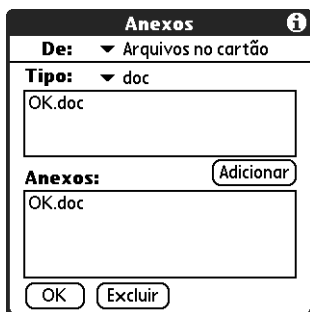 Anexos
De: Arquivos no cartão
Tipo: doc
OK.doc
Adicionar
Anexos:
OK.doc
OK Excluir